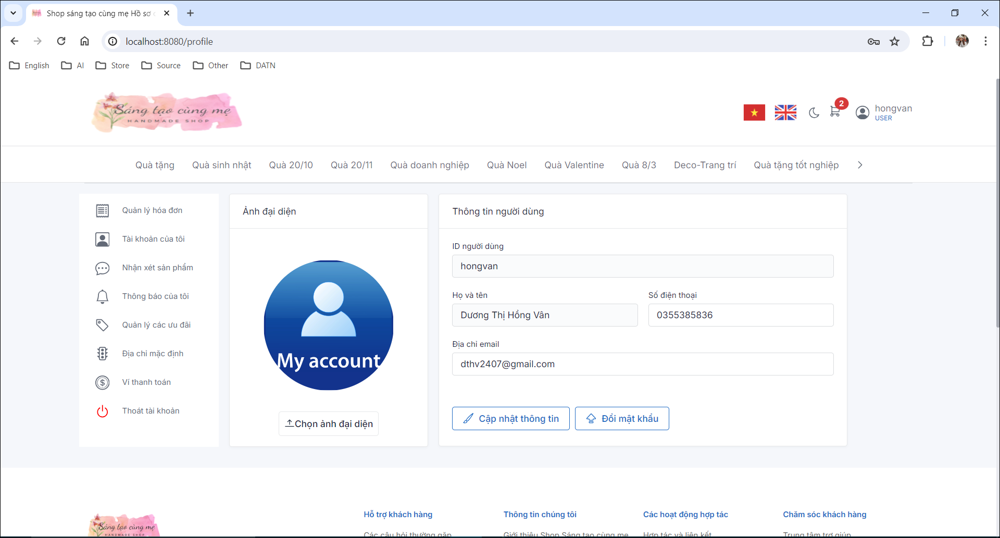 Shop sáng tạo cùng mẹ Hồ sơ
localhost:8080/profile
English
AI
Store
Source
Other
DATN
Sáng tạo cùng mẹ
HANDMADE SHOP
2
hongvan
USER
Quà tặng
Quà sinh nhật
Quà 20/10
Quà 20/11
Quà doanh nghiệp
Quà Noel
Quà Valentine
Quà 8/3
Deco-Trang trí
Quà tặng tốt nghiệp
Quản lý hóa đơn
Tài khoản của tôi
Nhận xét sản phẩm
Thông báo của tôi
Quản lý các ưu đãi
Địa chỉ mặc định
Ví thanh toán
Thoát tài khoản
Ảnh đại diện
My account
Chọn ảnh đại diện
Thông tin người dùng
ID người dùng
hongvan
Họ và tên
Dương Thị Hồng Vân
Số điện thoại
0355385836
Địa chỉ email
dthv2407@gmail.com
Cập nhật thông tin
Đổi mật khẩu
Sáng tạo cùng mẹ
HANDMADE SHOP
Hỗ trợ khách hàng
Các câu hỏi thường gặp
Thông tin chúng tôi
Giới thiệu Shop Sáng tạo cùng mẹ
Các hoạt động hợp tác
Hợp tác và liên kết
Chăm sóc khách hàng
Trung tâm trợ giúp